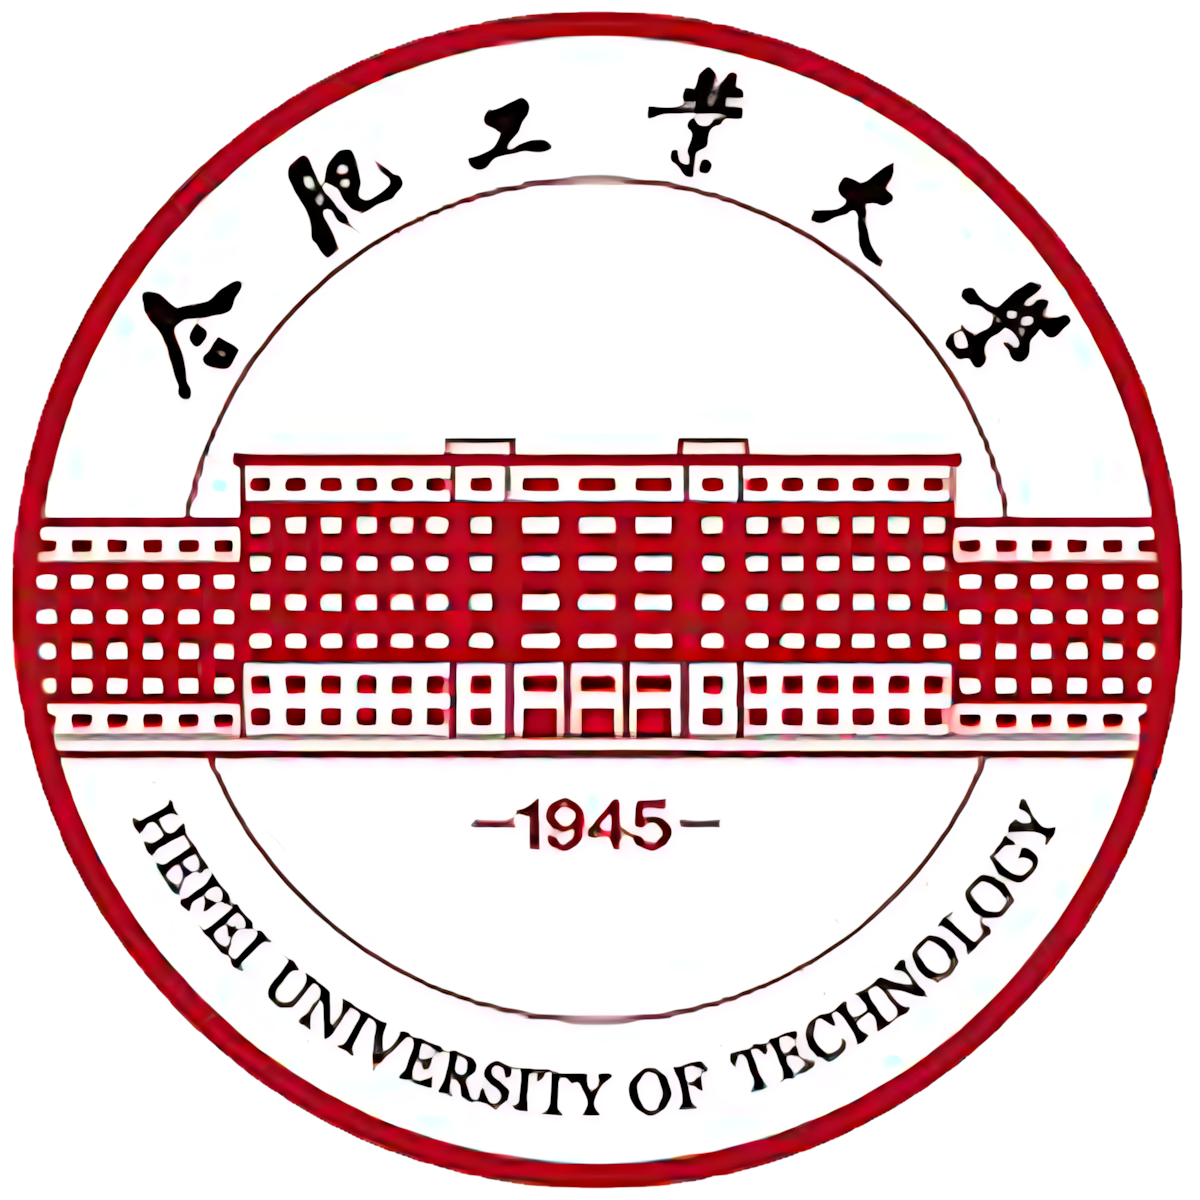 合肥工业大学
-1945-
HEFEI UNIVERSITY OF TECHNOLOGY